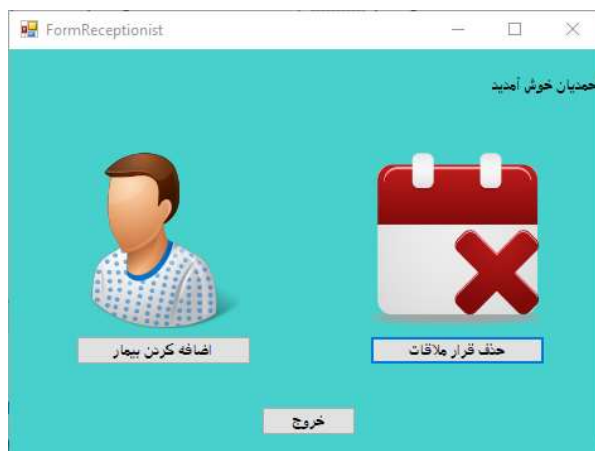 FormReceptionist
حمدیان خوش آمدید
اضافه کردن بیمار
حذف قرار ملاقات
خروج